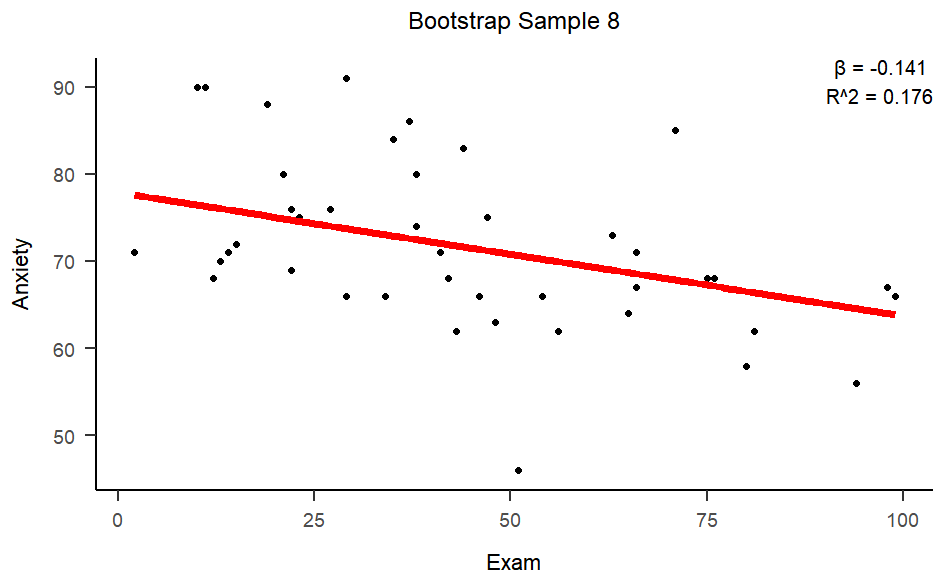 Bootstrap Sample 8
β = -0.141
R^2 = 0.176
90
80
70
60
50
Anxiety
0 25 50 75 100
Exam